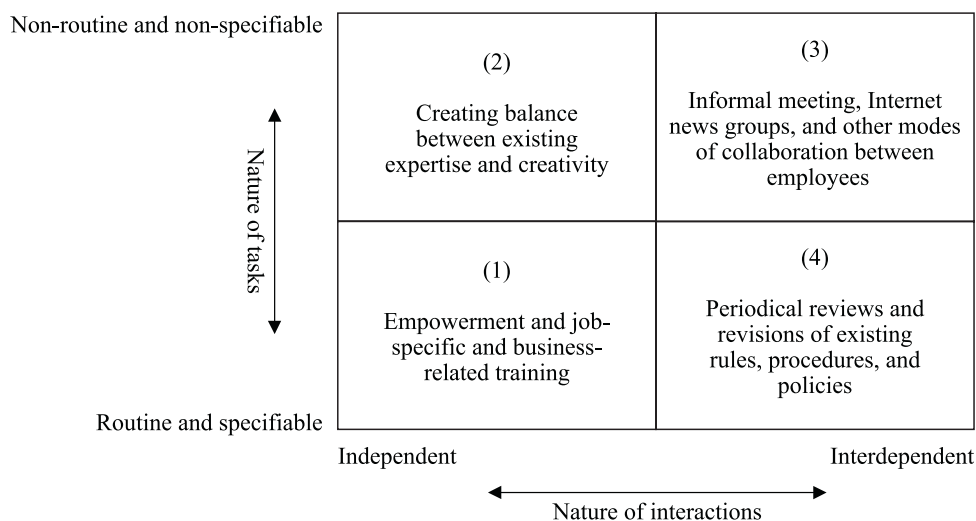 Non-routine and non-specifiable
(2)
Creating balance
between existing
expertise and creativity
(3)
Informal meeting, Internet
news groups, and other modes
of collaboration between
employees
Nature of tasks
(1)
Empowerment and job-
specific and business-
related training
(4)
Periodical reviews and
revisions of existing
rules, procedures, and
policies
Routine and specifiable
Independent
Interdependent
Nature of interactions